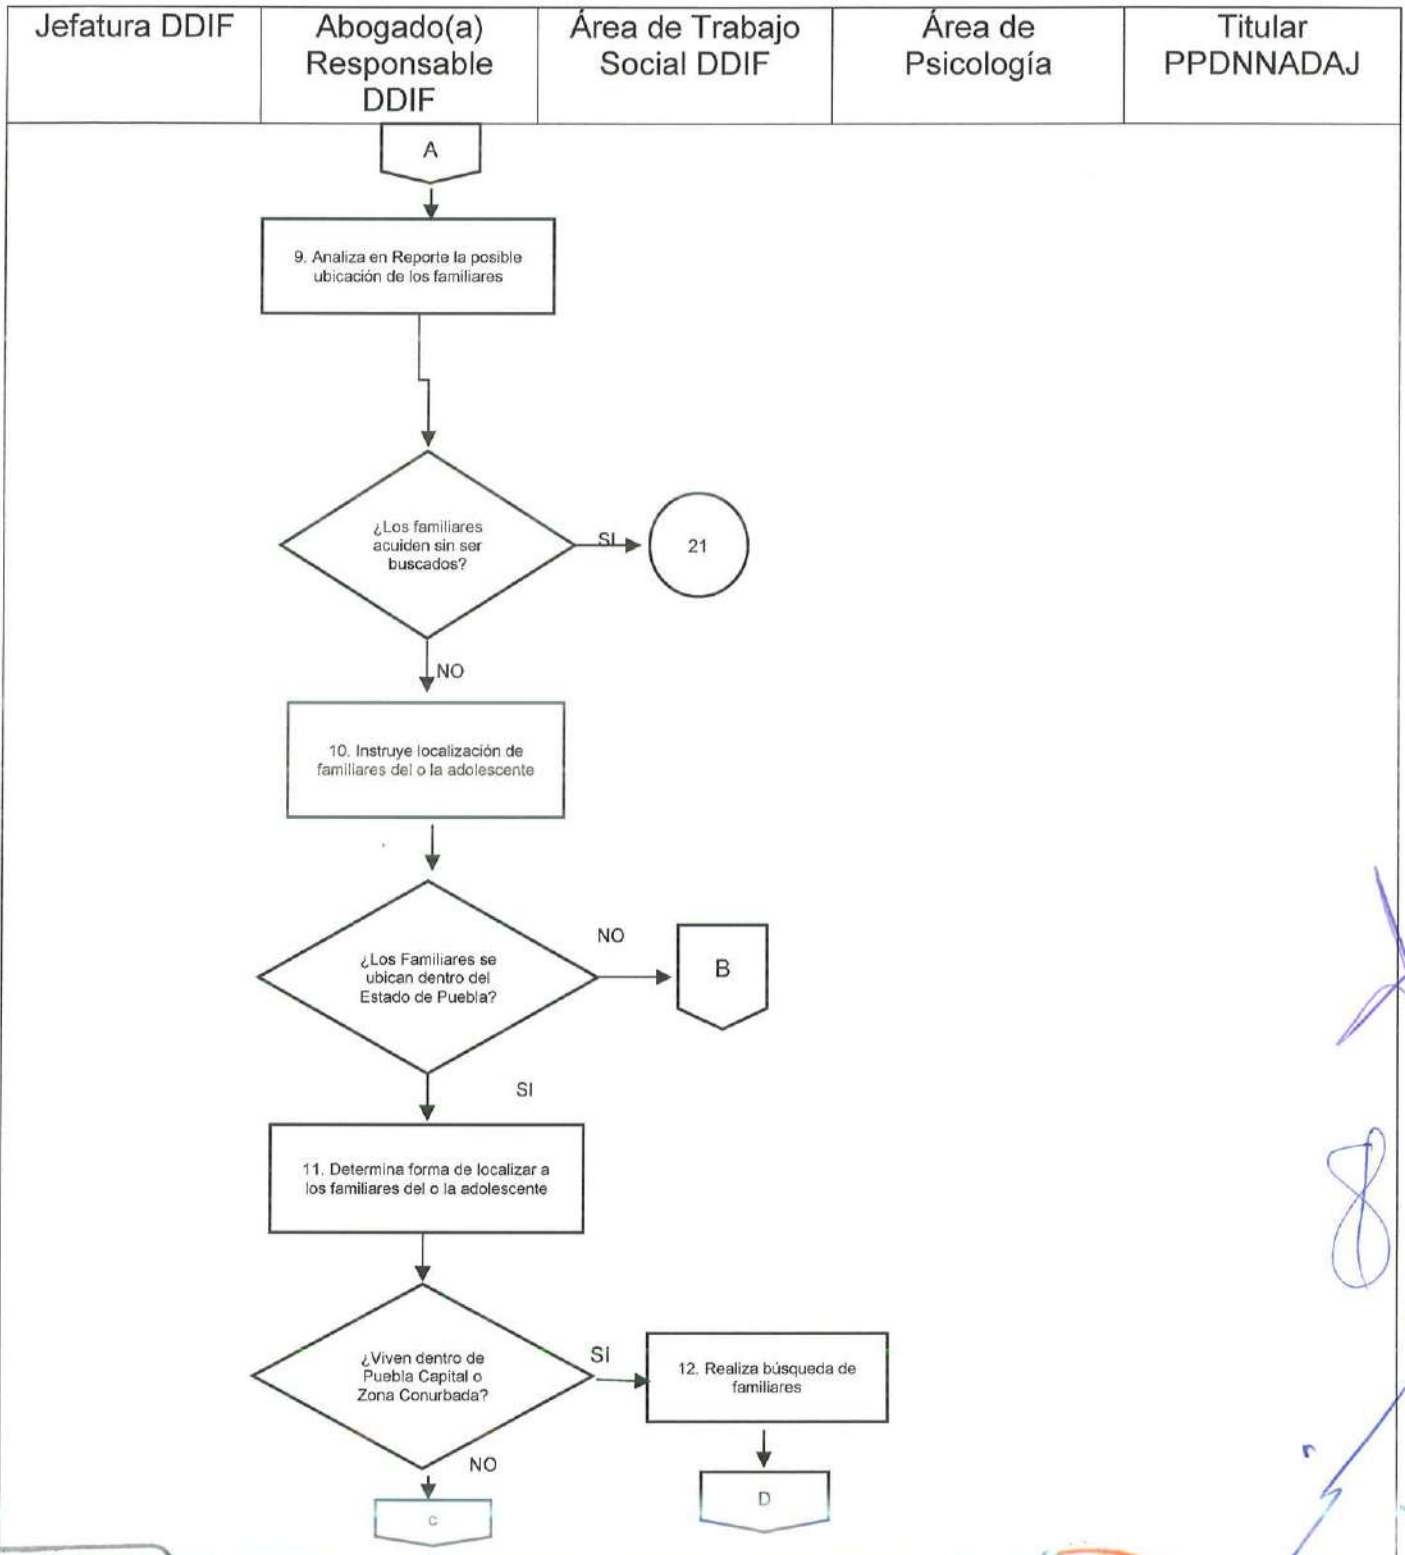 Jefatura DDIF
Abogado(a)
Responsable
DDIF
Área de Trabajo
Social DDIF
Área de
Psicología
Titular
PPDNNADAJ
A
9. Analiza en Reporte la posible
ubicación de los familiares
¿Los familiares
acuiden sin ser
buscados?
SI
21
NO
10. Instruye localización de
familiares del o la adolescente
¿Los Familiares se
ubican dentro del
Estado de Puebla?
NO
B
SI
11. Determina forma de localizar a
los familiares del o la adolescente
¿Viven dentro de
Puebla Capital o
Zona Conurbada?
SI
12. Realiza búsqueda de
familiares
NO
C
D